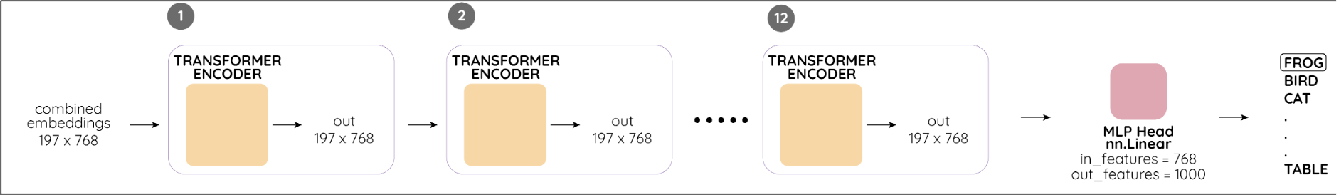 1
2
12
combined
embeddings
197 x 768
TRANSFORMER
ENCODER
out
197 x 768
TRANSFORMER
ENCODER
out
197 x 768
TRANSFORMER
ENCODER
out
197 x 768
MLP Head
nn.Linear
in_features = 768
out_features = 1000
FROG
BIRD
CAT
.
.
.
TABLE